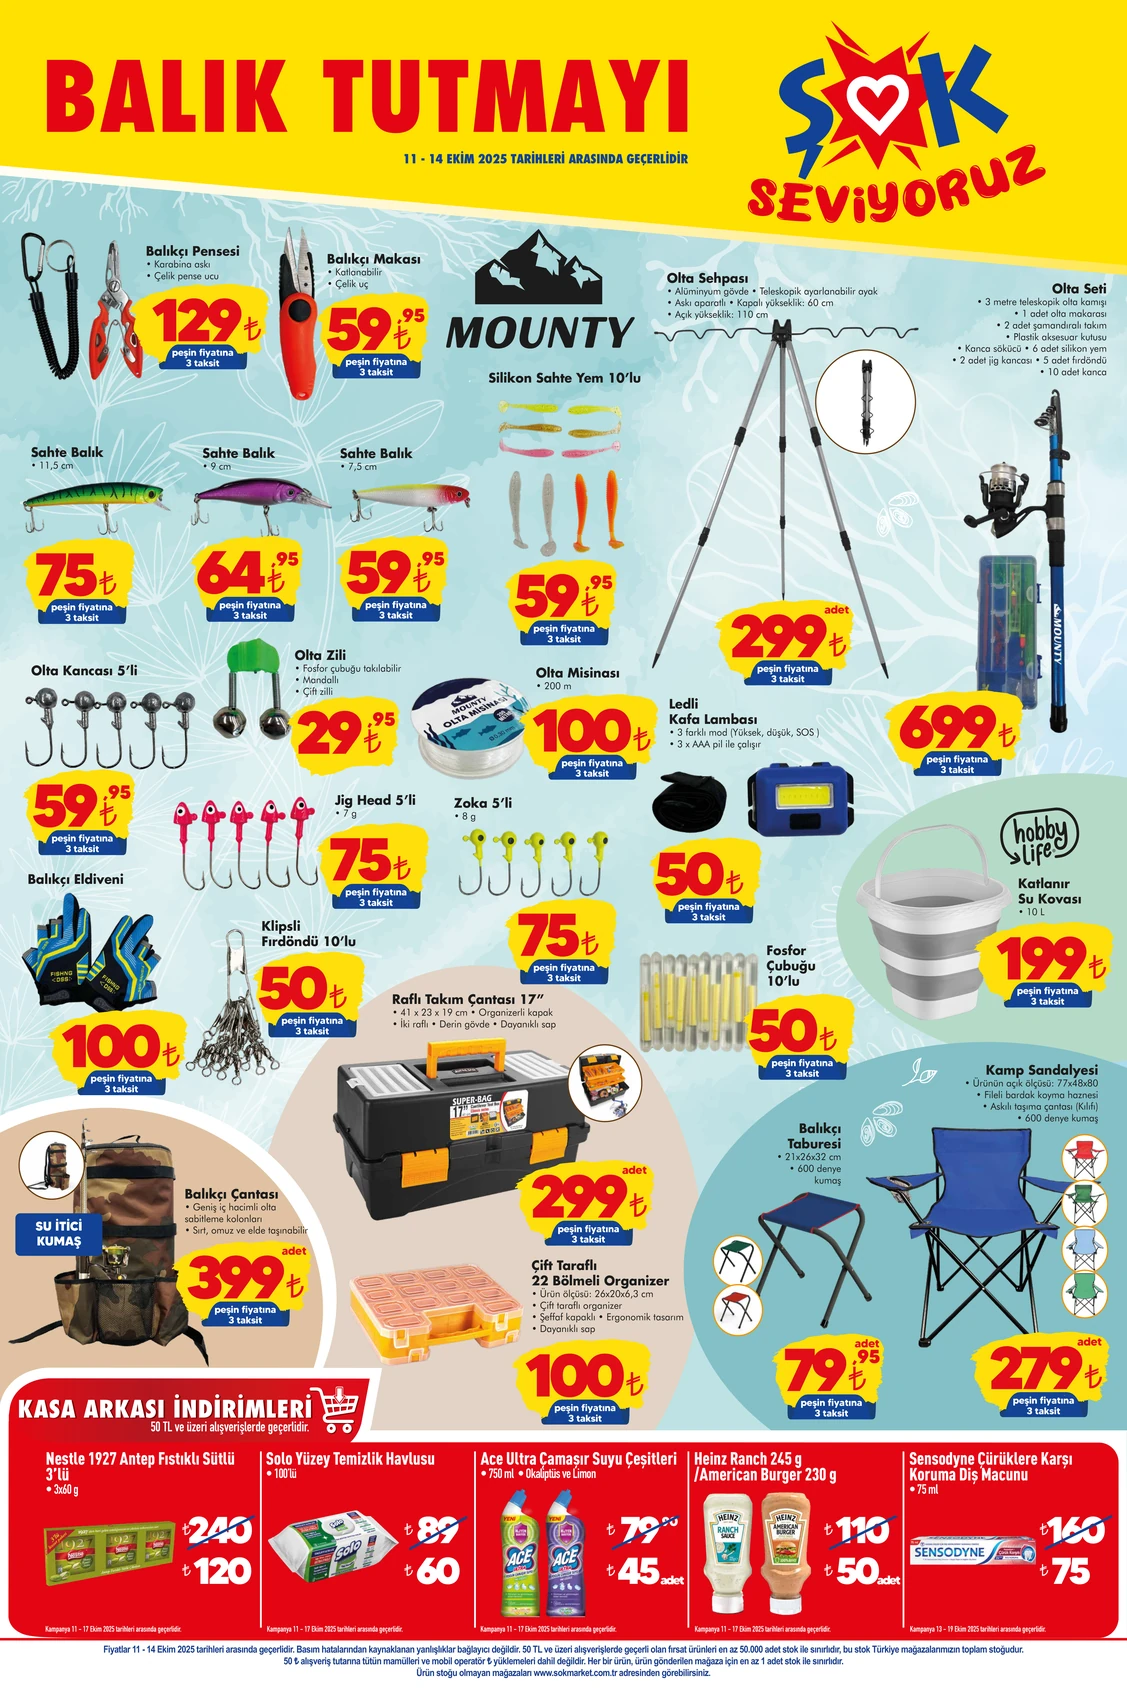 BALIK TUTMAYI
11 - 14 EKİM 2025 TARİHLERİ ARASINDA GEÇERLİDİR
ŞOK
SEVİYORUZ
Balıkçı Pensesi
• Karabina askı
• Çelik pense ucu
129₺
peşin fiyatına
3 taksit
Balıkçı Makası
• Katlanabilir
• Çelik uç
59,95₺
peşin fiyatına
3 taksit
MOUNTY
Silikon Sahte Yem 10'lu
59,95₺
peşin fiyatına
3 taksit
Olta Sehpası
• Alüminyum gövde • Teleskopik ayarlanabilir ayak
• Askı aparatlı • Kapalı yükseklik: 60 cm
• Açık yükseklik: 110 cm
adet
299₺
peşin fiyatına
3 taksit
Olta Seti
• 3 metre teleskopik olta kamışı
• 1 adet olta makarası
• 2 adet şamandıralı takım
• Plastik aksesuar kutusu
• Kanca sökücü • 6 adet silikon yem
• 2 adet jig kancası • 5 adet fırdöndü
• 10 adet kanca
MOUNTY
699₺
peşin fiyatına
3 taksit
Sahte Balık
• 11,5 cm
75₺
peşin fiyatına
3 taksit
Sahte Balık
• 9 cm
64,95₺
peşin fiyatına
3 taksit
Sahte Balık
• 7,5 cm
59,95₺
peşin fiyatına
3 taksit
Olta Kancası 5'li
59,95₺
peşin fiyatına
3 taksit
Olta Zili
• Fosfor çubuğu takılabilir
• Mandallı
• Çift zilli
29,95₺
MOUNTY
OLTA MİSİNASI
Olta Misinası
• 200 m
100₺
peşin fiyatına
3 taksit
Ledli
Kafa Lambası
• 3 farklı mod (Yüksek, düşük, SOS )
• 3 x AAA pil ile çalışır
50₺
peşin fiyatına
3 taksit
Jig Head 5'li
• 7 g
75₺
peşin fiyatına
3 taksit
Zoka 5'li
• 8 g
75₺
peşin fiyatına
3 taksit
hobby
life
Katlanır
Su Kovası
• 10 L
199₺
peşin fiyatına
3 taksit
Balıkçı Eldiveni
100₺
peşin fiyatına
3 taksit
Klipsli
Fırdöndü 10'lu
50₺
peşin fiyatına
3 taksit
Fosfor
Çubuğu
10'lu
50₺
peşin fiyatına
3 taksit
Raflı Takım Çantası 17”
• 41 x 23 x 19 cm • Organizerli kapak
• İki raflı • Derin gövde • Dayanıklı sap
SUPER-BAG
17"
adet
299₺
peşin fiyatına
3 taksit
Balıkçı Çantası
• Geniş iç hacimli olta
sabitleme kolonları
• Sırt, omuz ve elde taşınabilir
SU İTİCİ
KUMAŞ
adet
399₺
peşin fiyatına
3 taksit
Çift Taraflı
22 Bölmeli Organizer
• Ürün ölçüsü: 26x20x6,3 cm
• Çift taraflı organizer
• Şeffaf kapaklı • Ergonomik tasarım
• Dayanıklı sap
100₺
peşin fiyatına
3 taksit
Balıkçı
Taburesi
• 21x26x32 cm
• 600 denye
kumaş
adet
79,95₺
peşin fiyatına
3 taksit
Kamp Sandalyesi
• Ürünün açık ölçüsü: 77x48x80
• Fileli bardak koyma haznesi
• Askılı taşıma çantası (Kılıfı)
• 600 denye kumaş
adet
279₺
peşin fiyatına
3 taksit
KASA ARKASI İNDİRİMLERİ
50 TL ve üzeri alışverişlerde geçerlidir.
Nestle 1927 Antep Fıstıklı Sütlü
3'lü
• 3x60 g
₺240
₺120
Kampanya 11 - 17 Ekim 2025 tarihleri arasında geçerlidir.
Solo Yüzey Temizlik Havlusu
• 100'lü
solo
₺89
₺60
Kampanya 11 - 17 Ekim 2025 tarihleri arasında geçerlidir.
Ace Ultra Çamaşır Suyu Çeşitleri
• 750 ml • Okaliptüs ve Limon
ACE
ACE
₺79,90
₺45 adet
Kampanya 11 - 17 Ekim 2025 tarihleri arasında geçerlidir.
Heinz Ranch 245 g
/American Burger 230 g
HEINZ
RANCH
SAUCE
HEINZ
AMERICAN
BURGER
₺110
₺50 adet
Kampanya 11 - 17 Ekim 2025 tarihleri arasında geçerlidir.
Sensodyne Çürüklere Karşı
Koruma Diş Macunu
• 75 ml
SENSODYNE
₺160
₺75
Kampanya 13 - 19 Ekim 2025 tarihleri arasında geçerlidir.
Fiyatlar 11 - 14 Ekim 2025 tarihleri arasında geçerlidir. Basım hatalarından kaynaklanan yanlışlıklar bağlayıcı değildir. 50 TL ve üzeri alışverişlerde geçerli olan fırsat ürünleri en az 50.000 adet stok ile sınırlıdır, bu stok Türkiye mağazalarımızın toplam stoğudur.
50 ₺ alışveriş tutarına tütün mamülleri ve mobil operatör ₺ yüklemeleri dahil değildir. Her bir ürün, ürün gönderilen mağaza için en az 1 adet stok ile sınırlıdır.
Ürün stoğu olmayan mağazaları www.sokmarket.com.tr adresinden görebilirsiniz.